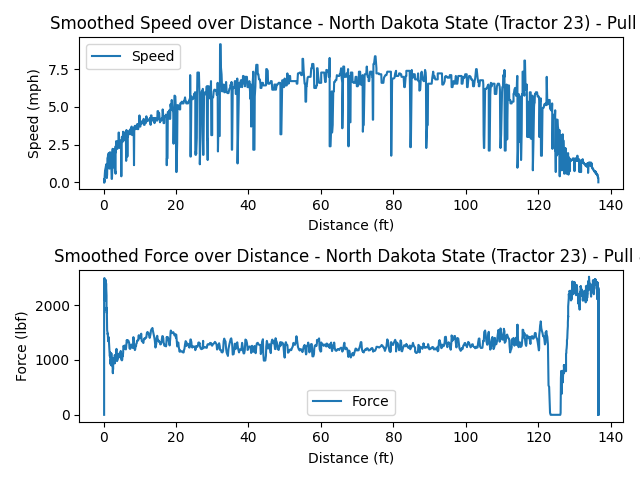 Smoothed Speed over Distance - North Dakota State (Tractor 23) - Pull
Speed
7.5
5.0
2.5
0.0
Speed (mph)
0 20 40 60 80 100 120 140
Distance (ft)
Smoothed Force over Distance - North Dakota State (Tractor 23) - Pull
2000
1000
0
Force (lbf)
Force
0 20 40 60 80 100 120 140
Distance (ft)